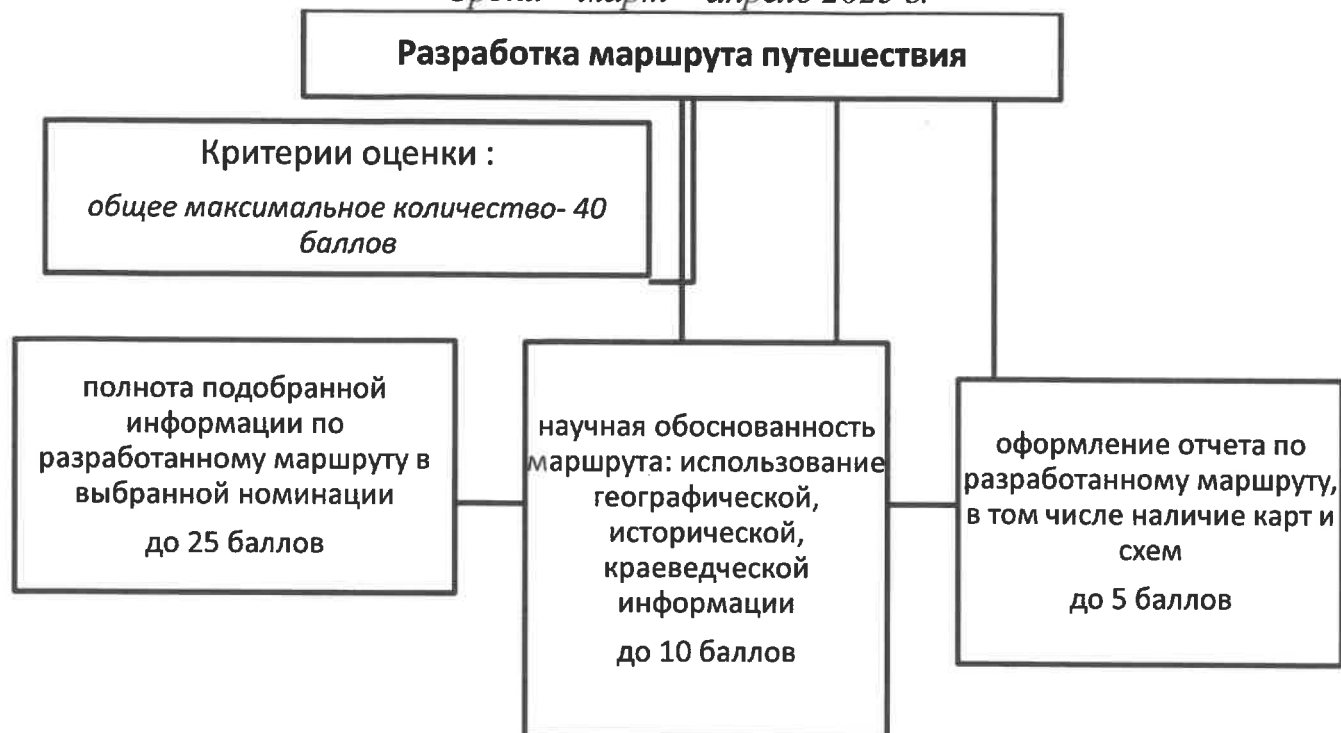 Разработка маршрута путешествия
Критерии оценки :
общее максимальное количество- 40
баллов
полнота подобранной
информации по
разработанному маршруту в
выбранной номинации
до 25 баллов
научная обоснованность
маршрута: использование
географической,
исторической,
краеведческой
информации
до 10 баллов
оформление отчета по
разработанному маршруту,
в том числе наличие карт и
схем
до 5 баллов